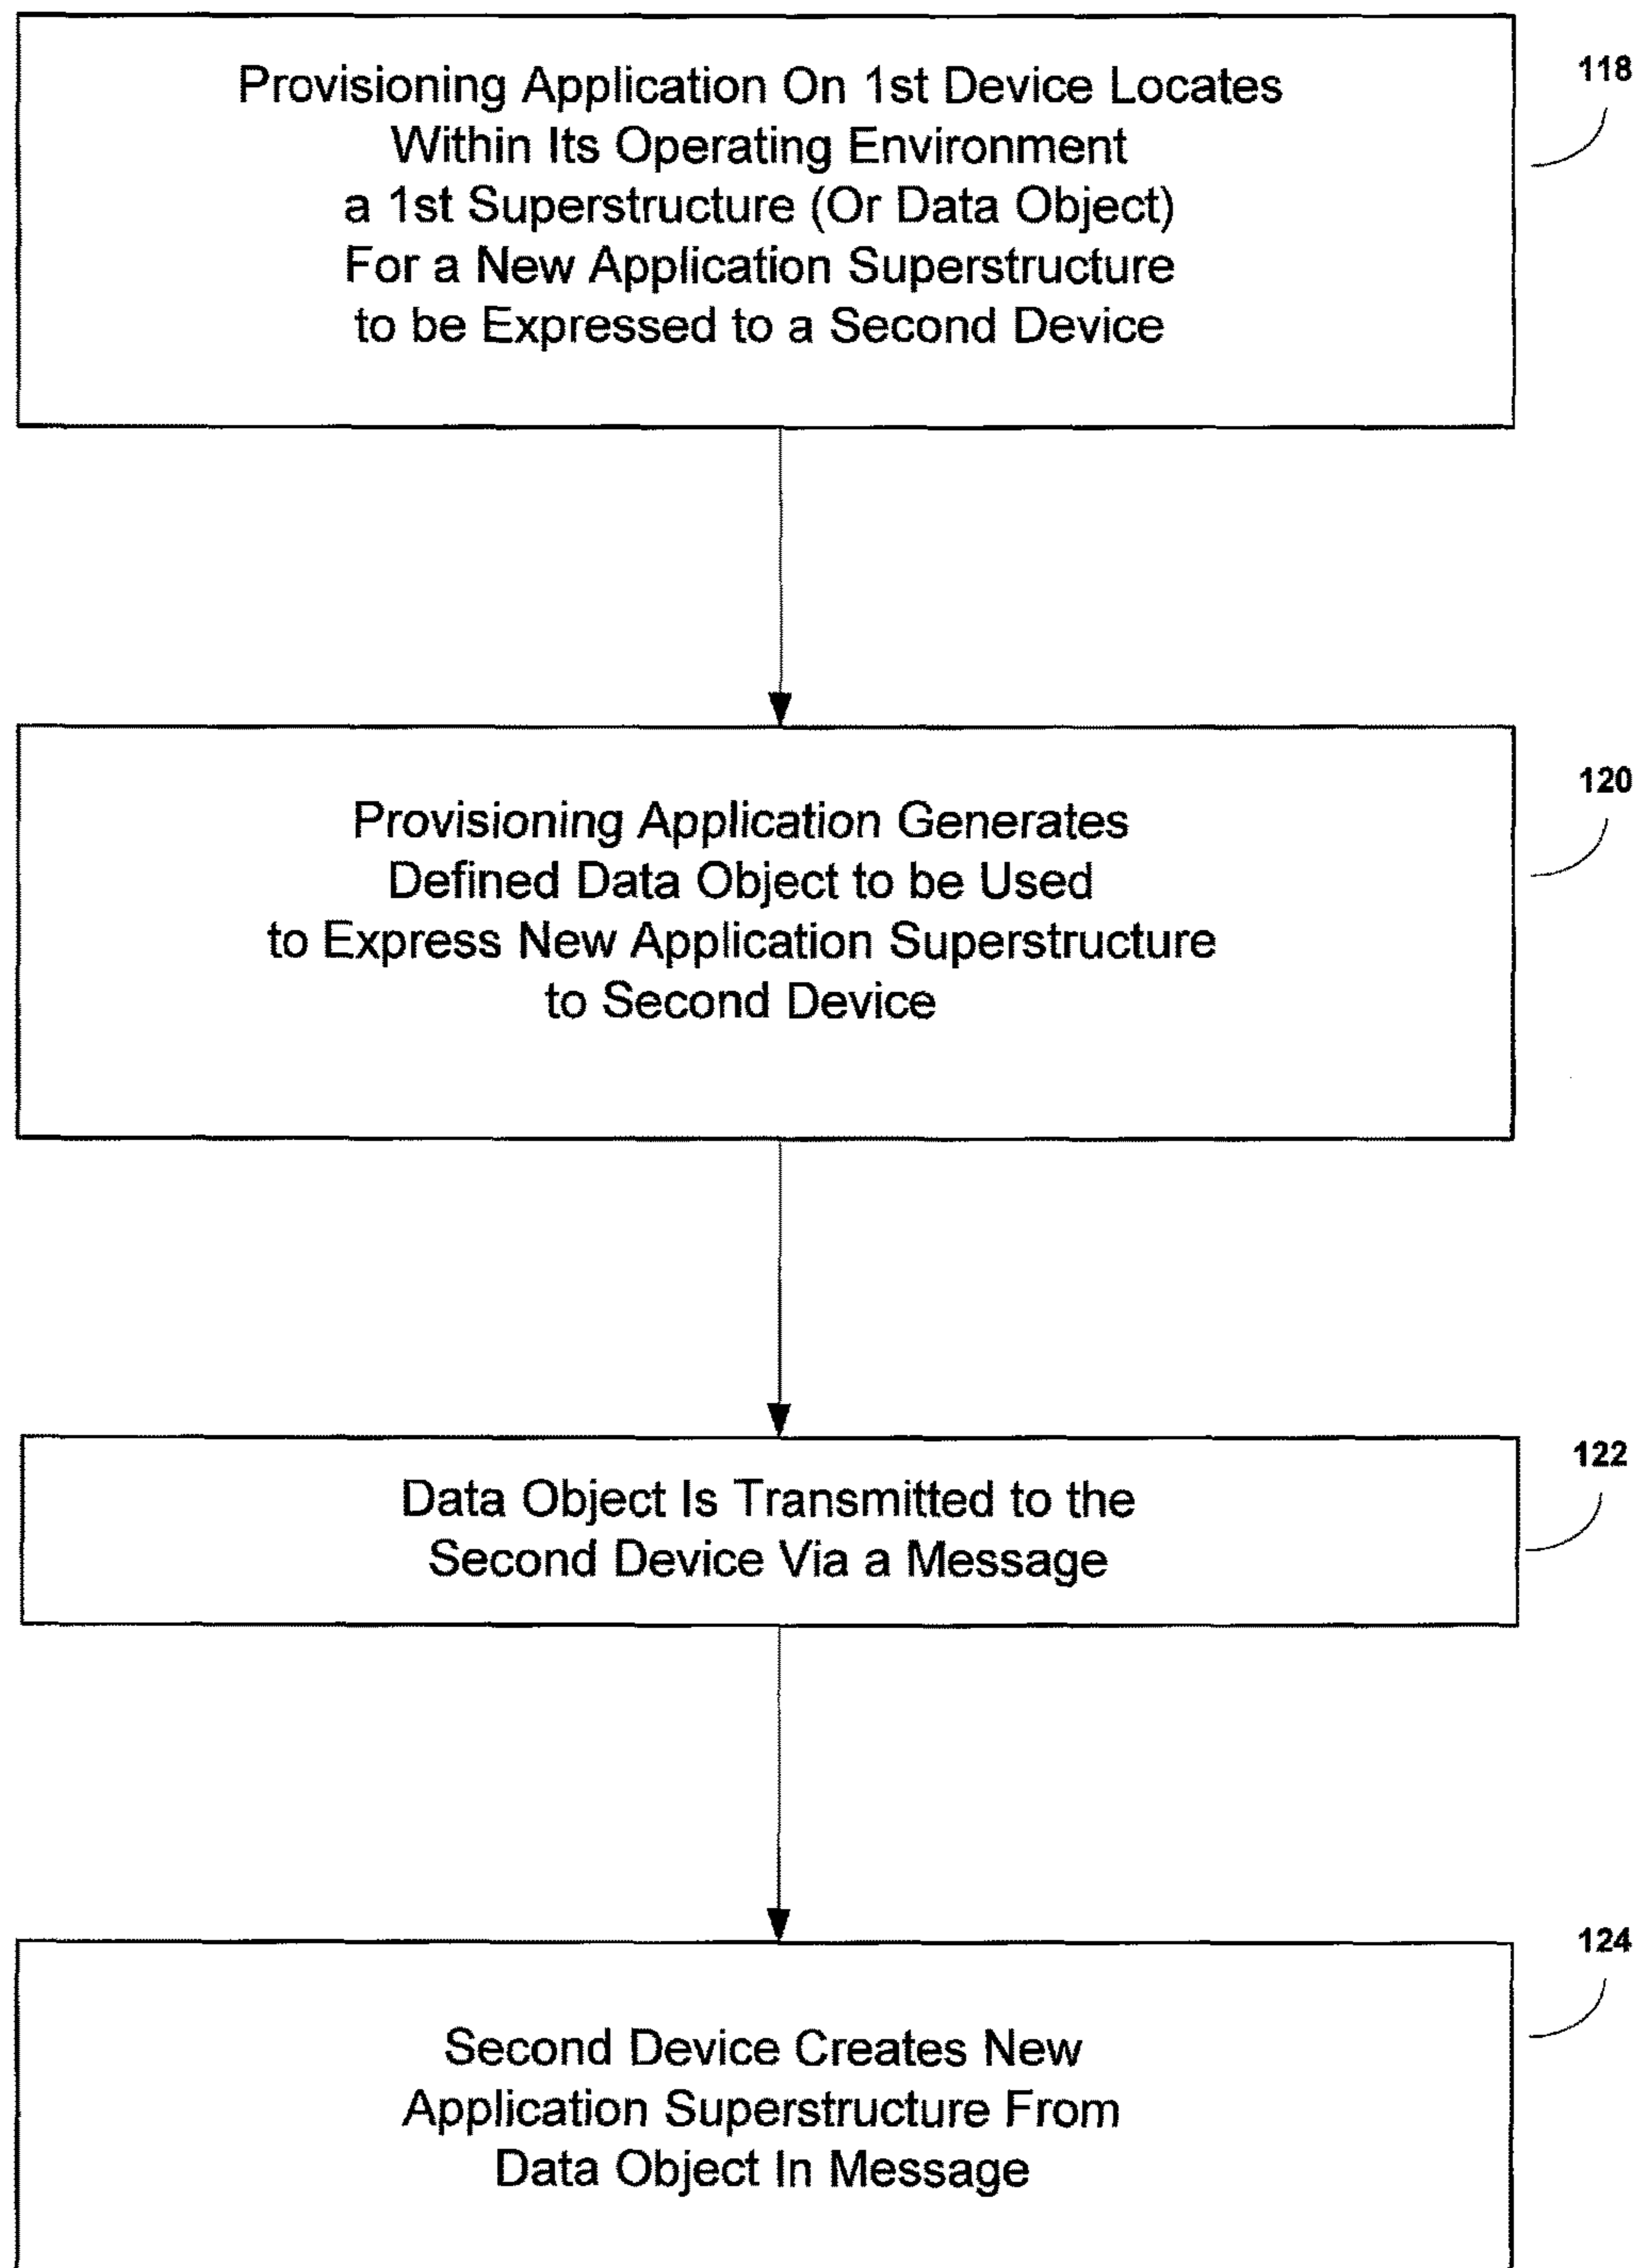 Provisioning Application On 1st Device Locates
Within Its Operating Environment
a 1st Superstructure (Or Data Object)
For a New Application Superstructure
to be Expressed to a Second Device
118
Provisioning Application Generates
Defined Data Object to be Used
to Express New Application Superstructure
to Second Device
120
Data Object Is Transmitted to the
Second Device Via a Message
122
Second Device Creates New
Application Superstructure From
Data Object In Message
124